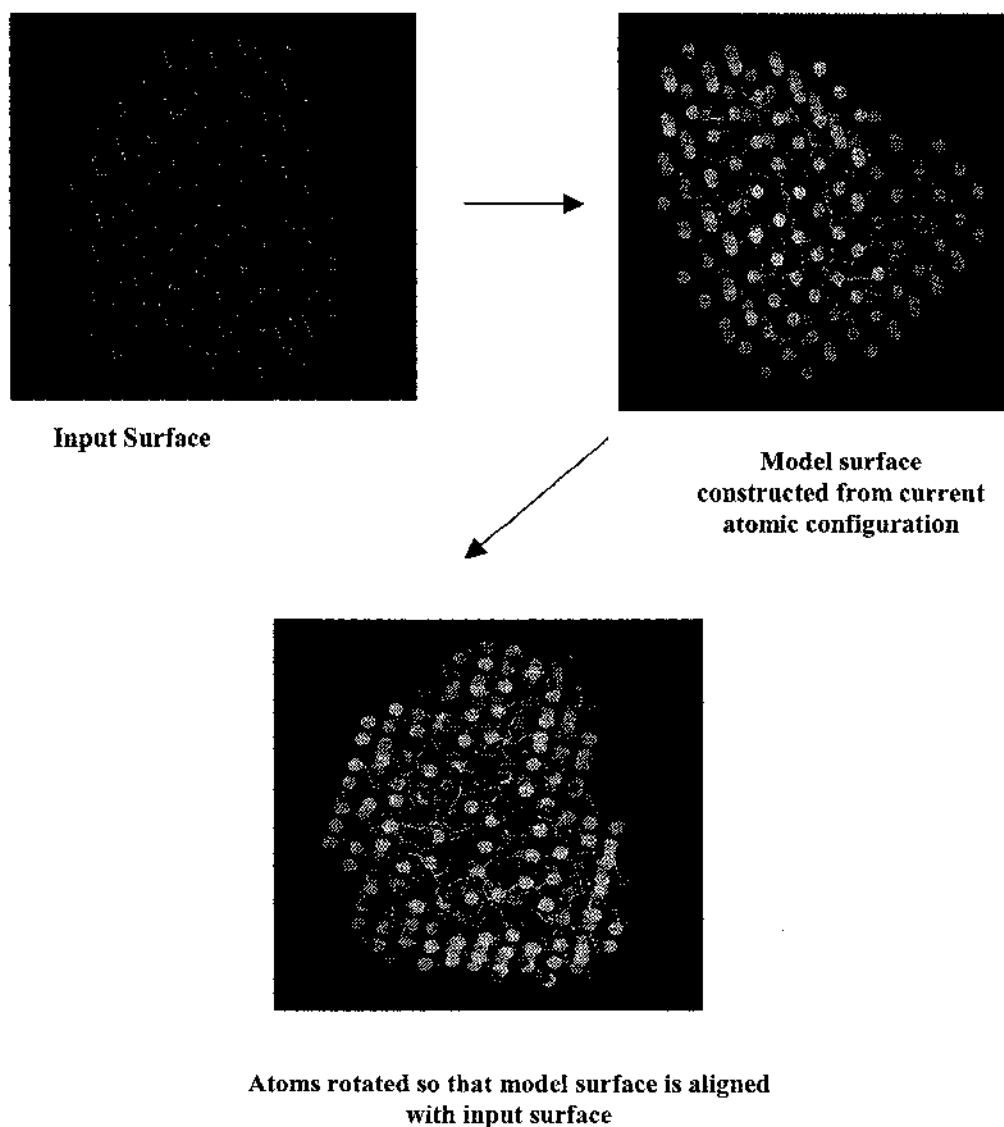 Input Surface
Model surface
constructed from current
atomic configuration
Atoms rotated so that model surface is aligned
with input surface